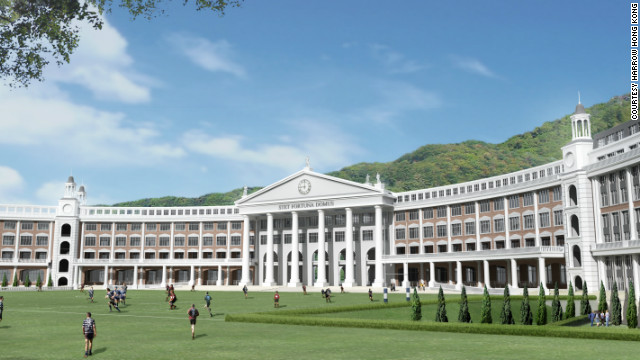 STET FORTUNA DOMUS
COURTESY HARROW HONG KONG